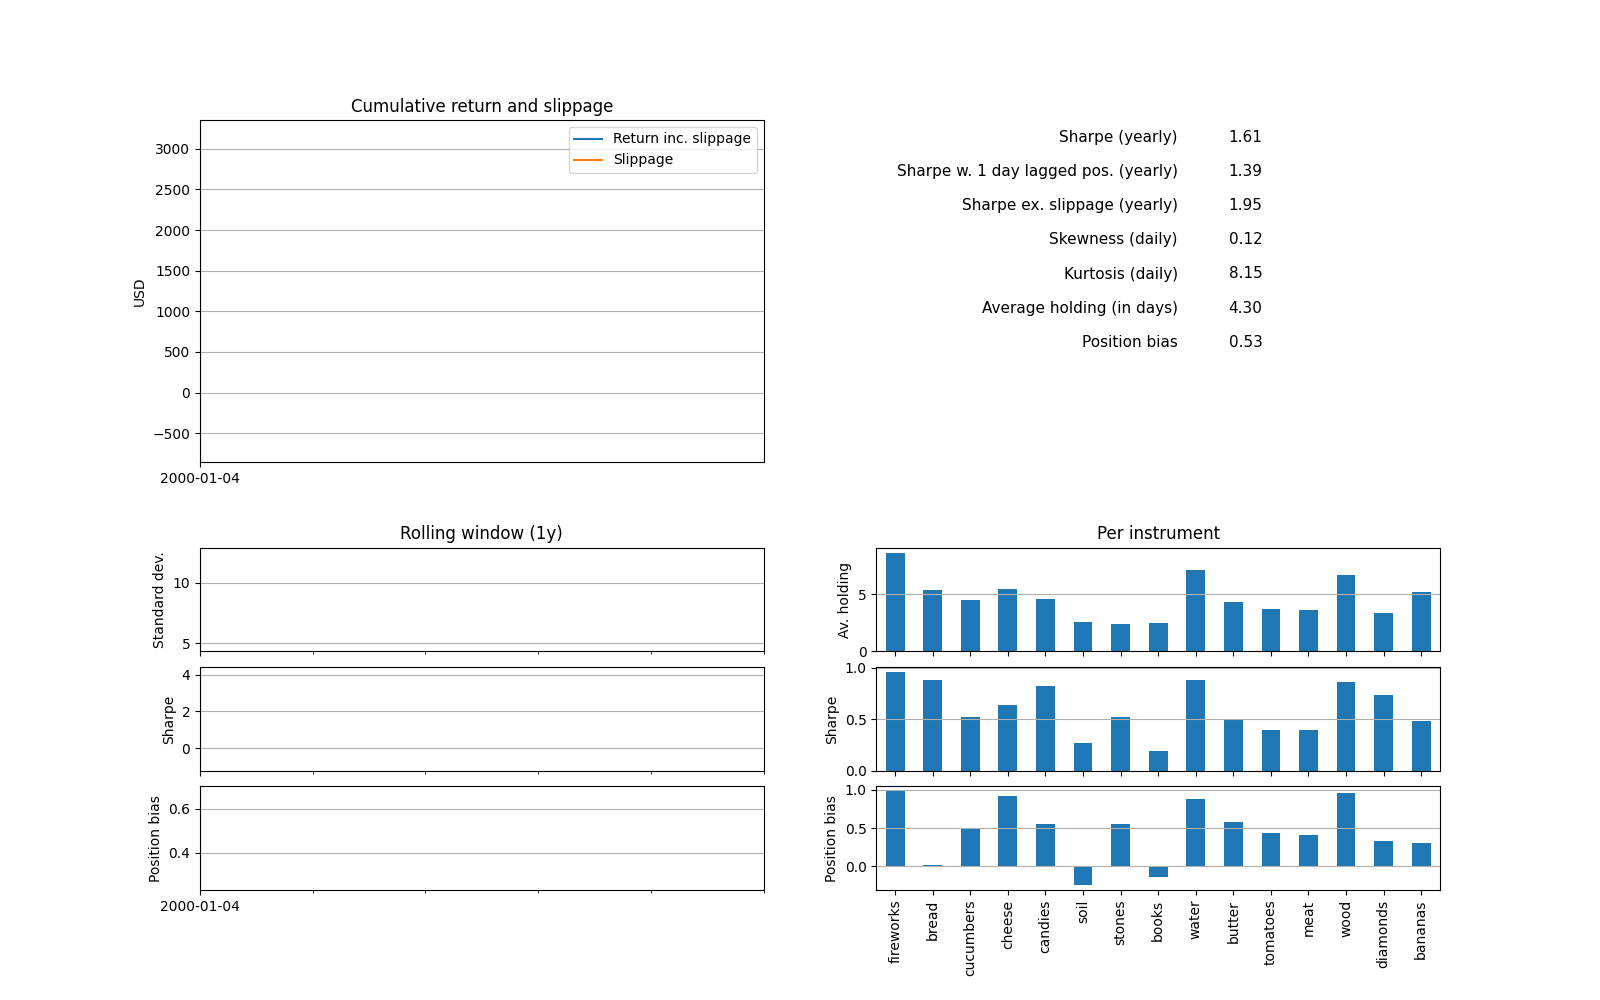 Cumulative return and slippage
Return inc. slippage
Slippage
3000
2500
2000
1500
1000
500
0
−500
USD
2000-01-04
Sharpe (yearly) 1.61
Sharpe w. 1 day lagged pos. (yearly) 1.39
Sharpe ex. slippage (yearly) 1.95
Skewness (daily) 0.12
Kurtosis (daily) 8.15
Average holding (in days) 4.30
Position bias 0.53
Rolling window (1y)
Standard dev.
10
5
Sharpe
4
2
0
Position bias
0.6
0.4
2000-01-04
Per instrument
Av. holding
5
0
Sharpe
1.0
0.5
0.0
Position bias
1.0
0.5
0.0
fireworks
bread
cucumbers
cheese
candies
soil
stones
books
water
butter
tomatoes
meat
wood
diamonds
bananas